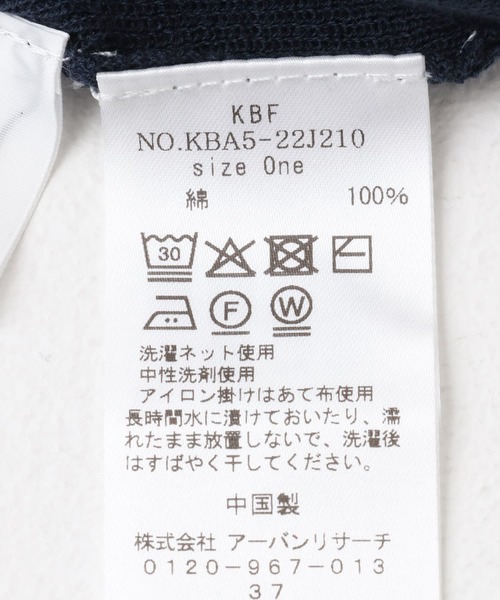 KBF
NO.KBA5-22J210
size One
綿 100%
30
F W
洗濯ネット使用
中性洗剤使用
アイロン掛けはあて布使用
長時間水に漬けておいたり、濡
れたまま放置しないで、洗濯後
はすばやく干してください。
中国製
株式会社 アーバンリサーチ
0120-967-013
37